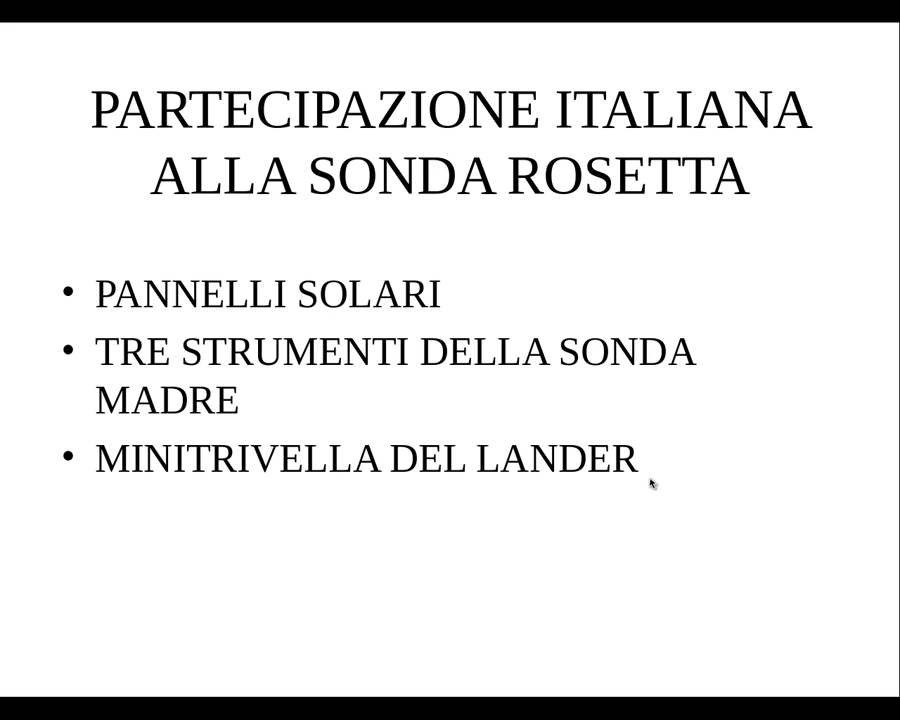 PARTECIPAZIONE ITALIANA
ALLA SONDA ROSETTA
• PANNELLI SOLARI
• TRE STRUMENTI DELLA SONDA
MADRE
• MINITRIVELLA DEL LANDER